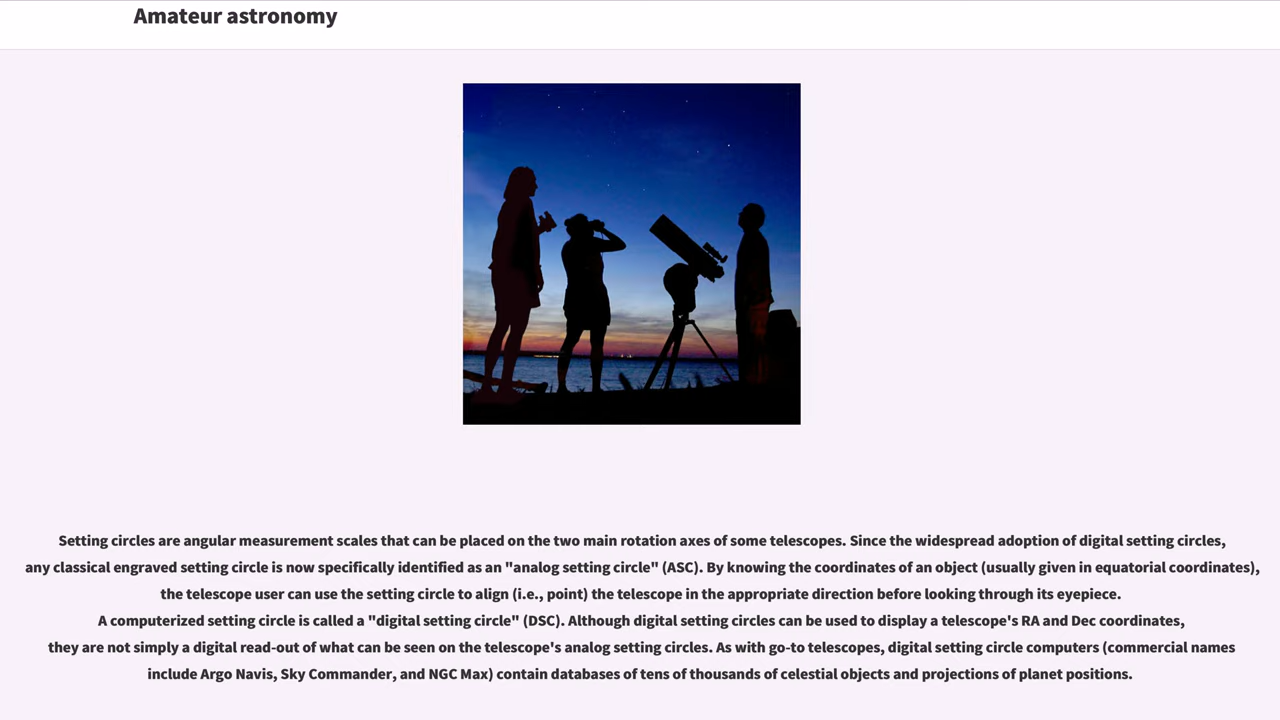 Amateur astronomy
Setting circles are angular measurement scales that can be placed on the two main rotation axes of some telescopes. Since the widespread adoption of digital setting circles,
any classical engraved setting circle is now specifically identified as an "analog setting circle" (ASC). By knowing the coordinates of an object (usually given in equatorial coordinates),
the telescope user can use the setting circle to align (i.e., point) the telescope in the appropriate direction before looking through its eyepiece.
A computerized setting circle is called a "digital setting circle" (DSC). Although digital setting circles can be used to display a telescope's RA and Dec coordinates,
they are not simply a digital read-out of what can be seen on the telescope's analog setting circles. As with go-to telescopes, digital setting circle computers (commercial names
include Argo Navis, Sky Commander, and NGC Max) contain databases of tens of thousands of celestial objects and projections of planet positions.